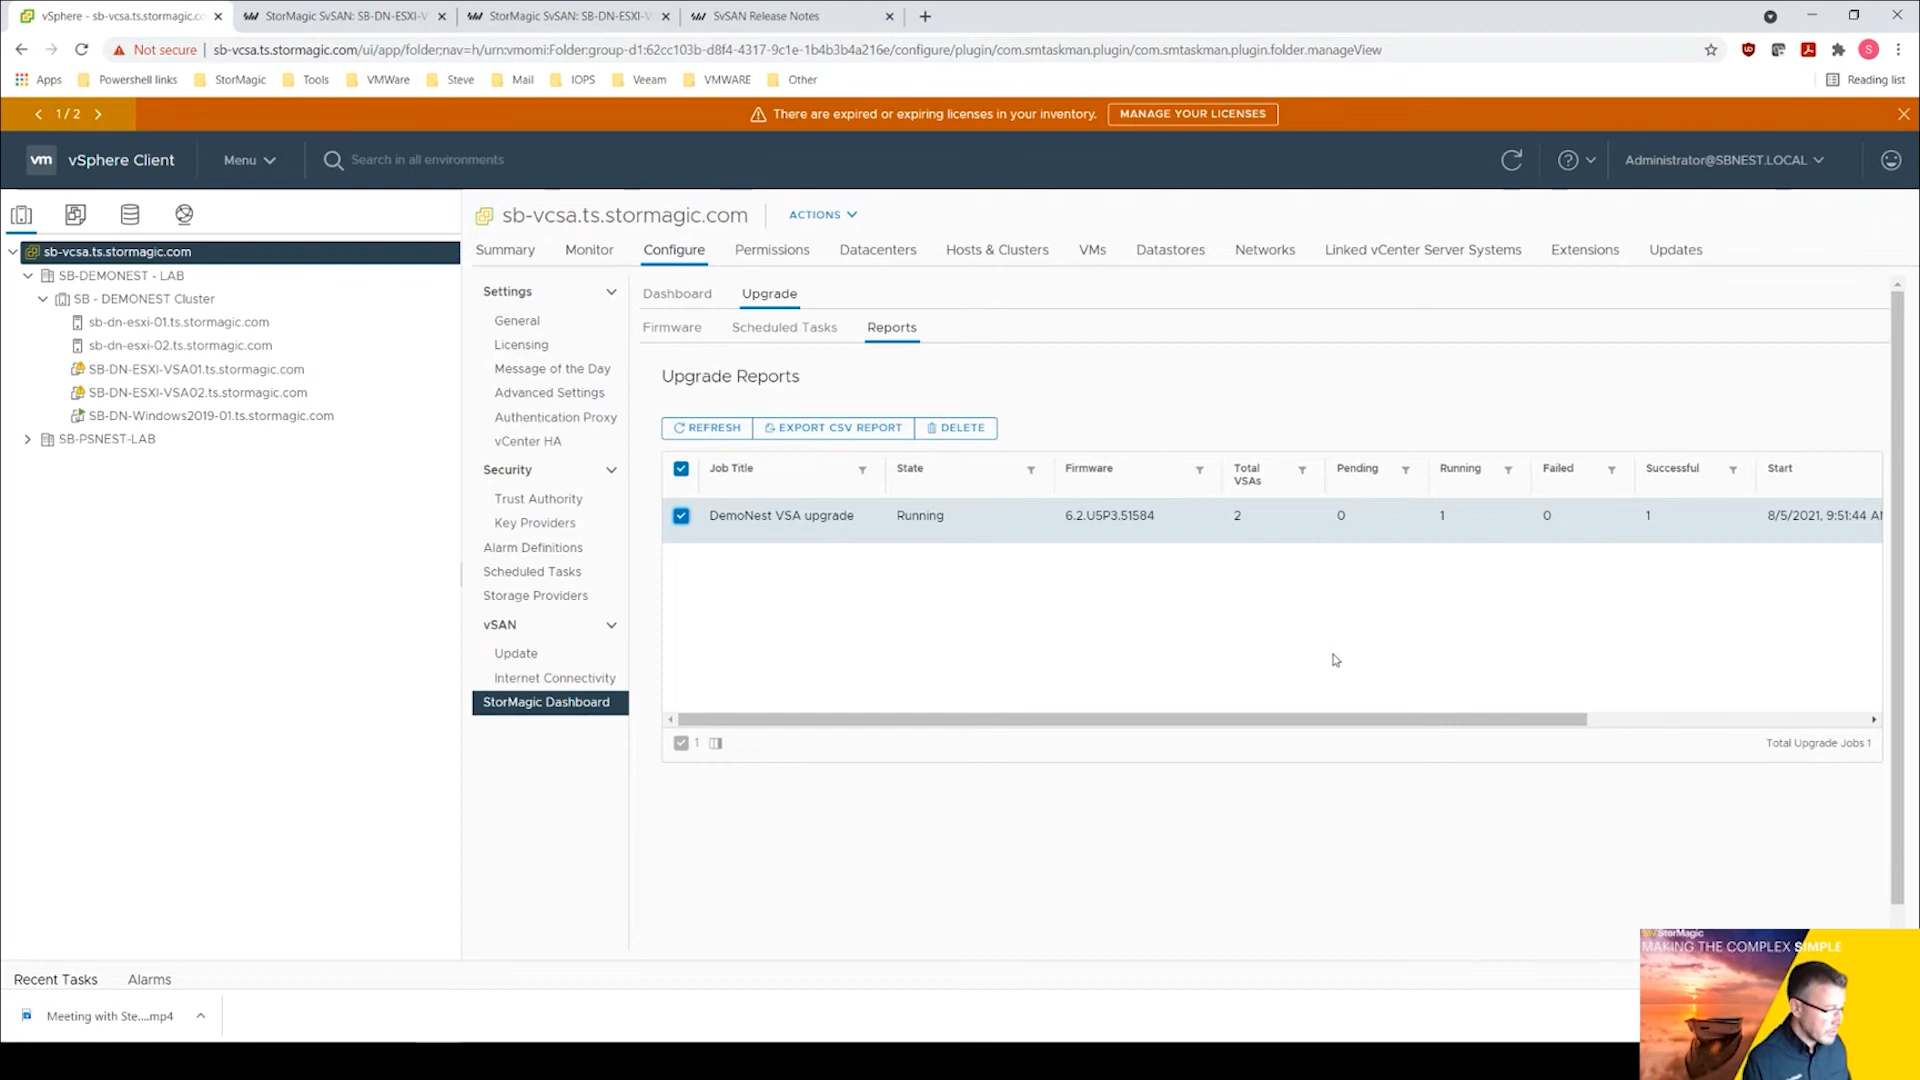 vSphere - sb-vcsa.ts.stormagic.co
StorMagic SvSAN: SB-DN-ESXI-V
StorMagic SvSAN: SB-DN-ESXI-V
SvSAN Release Notes
Not secure
sb-vcsa.ts.stormagic.com/ui/app/folder;nav=h/urn:vmomi:Folder:group-d1:62cc103b-d8f4-4317-9c1e-1b4b3b4a216e/configure/plugin/com.smtaskman.plugin/com.smtaskman.plugin.folder.manageView
S
Apps
Powershell links
StorMagic
Tools
VMWare
Steve
Mail
IOPS
Veeam
VMWARE
Other
Reading list
1 / 2
There are expired or expiring licenses in your inventory.
MANAGE YOUR LICENSES
vm
vSphere Client
Menu
Search in all environments
Administrator@SBNEST.LOCAL
sb-vcsa.ts.stormagic.com
SB-DEMONEST - LAB
SB - DEMONEST Cluster
sb-dn-esxi-01.ts.stormagic.com
sb-dn-esxi-02.ts.stormagic.com
SB-DN-ESXI-VSA01.ts.stormagic.com
SB-DN-ESXI-VSA02.ts.stormagic.com
SB-DN-Windows2019-01.ts.stormagic.com
SB-PSNEST-LAB
sb-vcsa.ts.stormagic.com
ACTIONS
Summary
Monitor
Configure
Permissions
Datacenters
Hosts & Clusters
VMs
Datastores
Networks
Linked vCenter Server Systems
Extensions
Updates
Settings
General
Licensing
Message of the Day
Advanced Settings
Authentication Proxy
vCenter HA
Security
Trust Authority
Key Providers
Alarm Definitions
Scheduled Tasks
Storage Providers
vSAN
Update
Internet Connectivity
StorMagic Dashboard
Dashboard
Upgrade
Firmware
Scheduled Tasks
Reports
Upgrade Reports
REFRESH
EXPORT CSV REPORT
DELETE
Job Title
State
Firmware
Total
VSAs
Pending
Running
Failed
Successful
Start
DemoNest VSA upgrade
Running
6.2.U5P3.51584
2
0
1
0
1
8/5/2021, 9:51:44 AM
1
Total Upgrade Jobs 1
Recent Tasks
Alarms
Meeting with Ste....mp4
StorMagic
MAKING THE COMPLEX SIMPLE